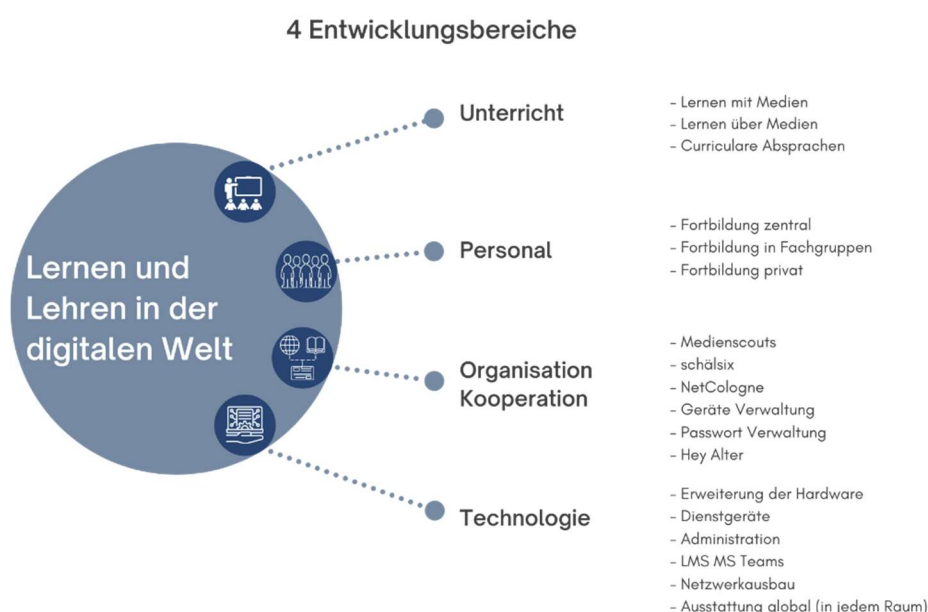 4 Entwicklungsbereiche
Lernen und
Lehren in der
digitalen Welt
Unterricht
- Lernen mit Medien
- Lernen über Medien
- Curriculare Absprachen
Personal
- Fortbildung zentral
- Fortbildung in Fachgruppen
- Fortbildung privat
Organisation
Kooperation
- Medienscouts
- schälsix
- NetCologne
- Geräte Verwaltung
- Passwort Verwaltung
- Hey Alter
Technologie
- Erweiterung der Hardware
- Dienstgeräte
- Administration
- LMS MS Teams
- Netzwerkausbau
- Ausstattung global (in jedem Raum)